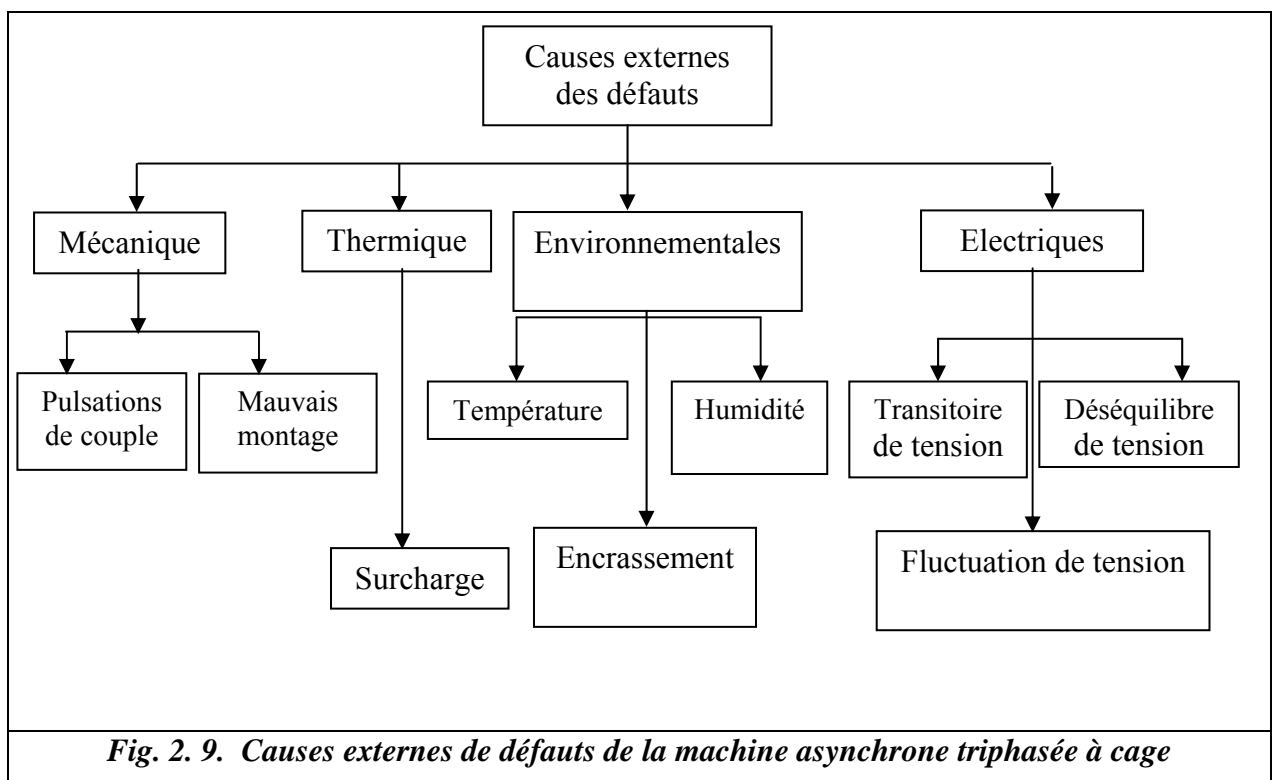 Causes externes
des défauts
Mécanique
Thermique
Environnementales
Electriques
Pulsations
de couple
Mauvais
montage
Température
Humidité
Transitoire
de tension
Déséquilibre
de tension
Surcharge
Encrassement
Fluctuation de tension
Fig. 2. 9. Causes externes de défauts de la machine asynchrone triphasée à cage